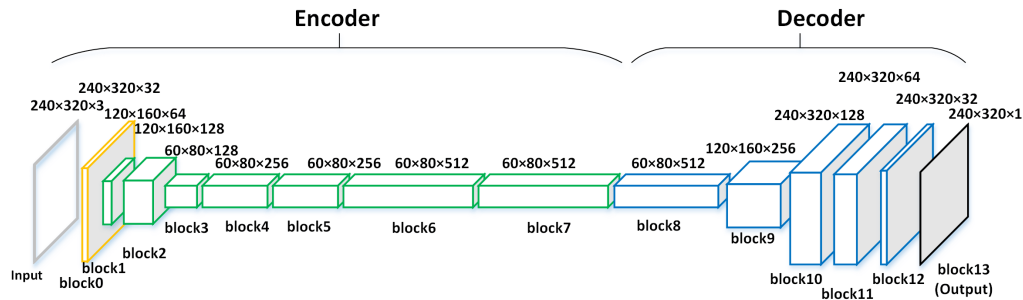 Encoder
Decoder
240×320×3
240×320×32
120×160×64
120×160×128
60×80×128
60×80×256
60×80×256
60×80×512
60×80×512
60×80×512
120×160×256
240×320×128
240×320×64
240×320×32
240×320×1
Input
block0
block1
block2
block3
block4
block5
block6
block7
block8
block9
block10
block11
block12
block13
(Output)